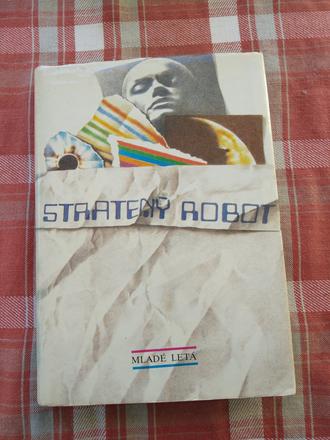 STRATENÝ ROBOT
MLADÉ LETÁ